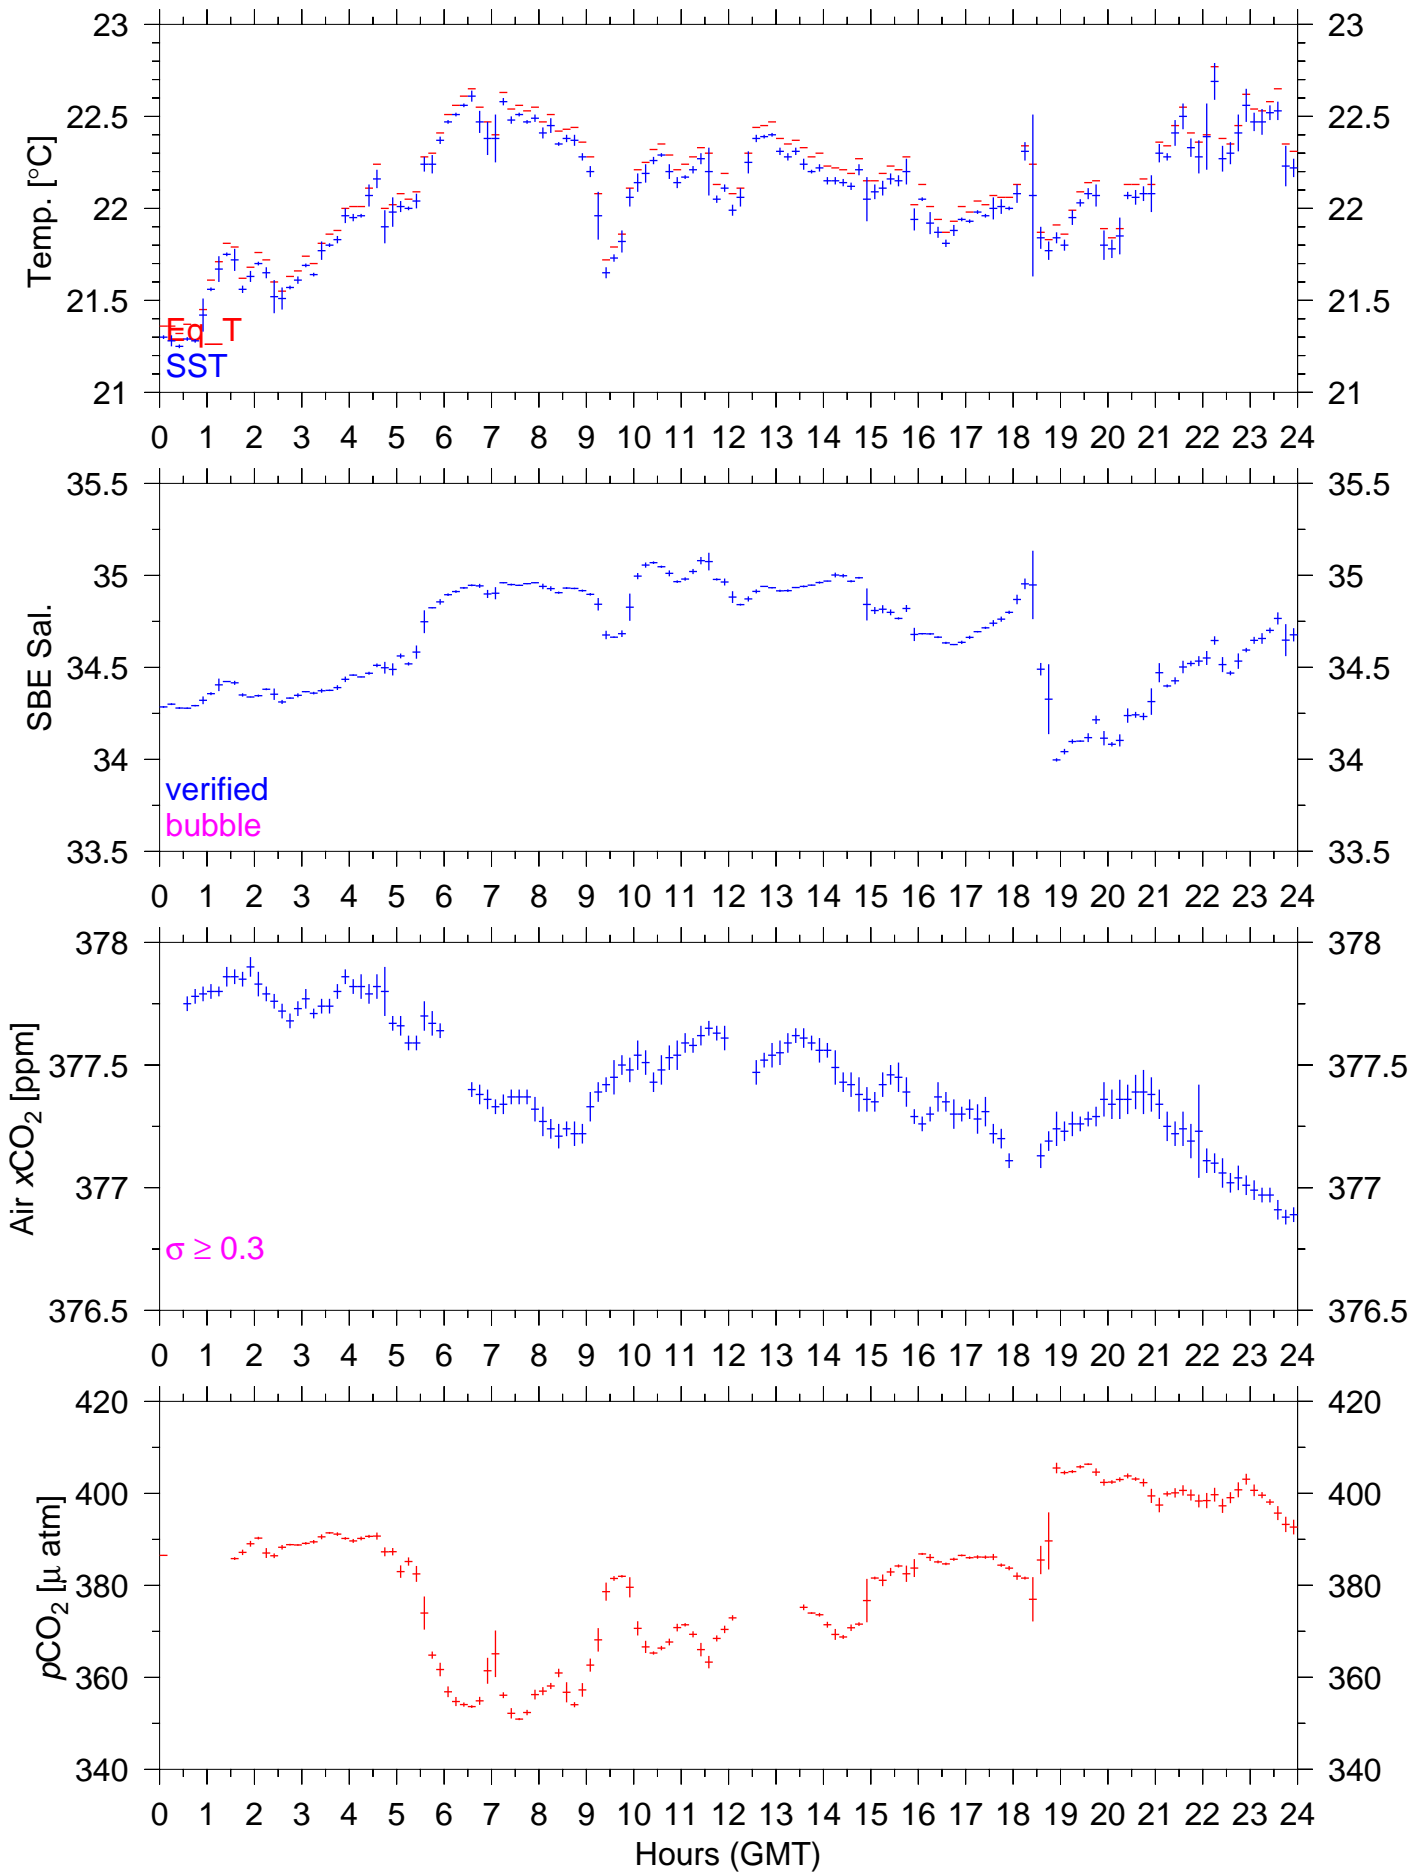 23 23
22.5 22.5
22 22
21.5 21.5
21 21
Temp. [°C]
Eq_T
SST
0 1 2 3 4 5 6 7 8 9 10 11 12 13 14 15 16 17 18 19 20 21 22 23 24
35.5 35.5
35 35
34.5 34.5
34 34
33.5 33.5
SBE Sal.
verified
bubble
0 1 2 3 4 5 6 7 8 9 10 11 12 13 14 15 16 17 18 19 20 21 22 23 24
378 378
377.5 377.5
377 377
376.5 376.5
Air xCO₂ [ppm]
σ ≥ 0.3
0 1 2 3 4 5 6 7 8 9 10 11 12 13 14 15 16 17 18 19 20 21 22 23 24
420 420
400 400
380 380
360 360
340 340
pCO₂ [μ atm]
0 1 2 3 4 5 6 7 8 9 10 11 12 13 14 15 16 17 18 19 20 21 22 23 24
Hours (GMT)